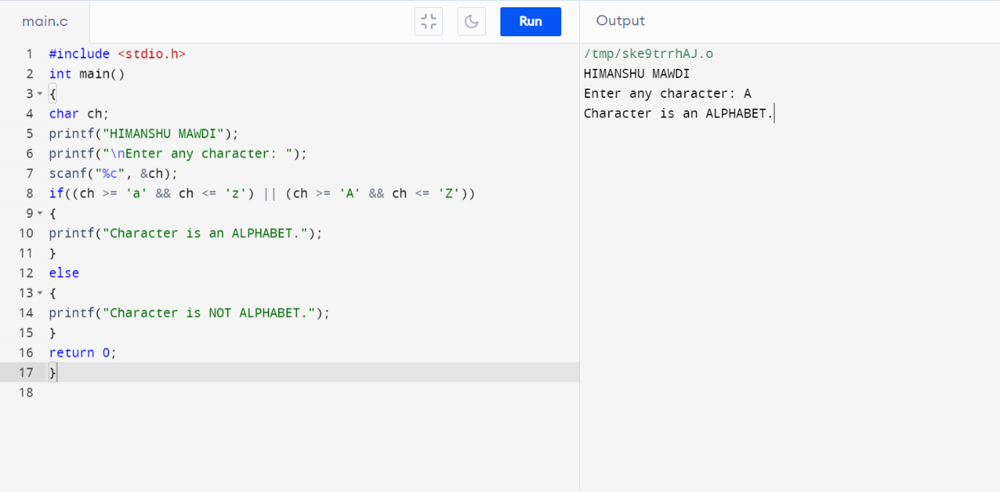 main.c
Run
Output
1 #include <stdio.h>
2 int main()
3 {
4 char ch;
5 printf("HIMANSHU MAWDI");
6 printf("\nEnter any character: ");
7 scanf("%c", &ch);
8 if((ch >= 'a' && ch <= 'z') || (ch >= 'A' && ch <= 'Z'))
9 {
10 printf("Character is an ALPHABET.");
11 }
12 else
13 {
14 printf("Character is NOT ALPHABET.");
15 }
16 return 0;
17 }
18
/tmp/ske9trrhAJ.o
HIMANSHU MAWDI
Enter any character: A
Character is an ALPHABET.